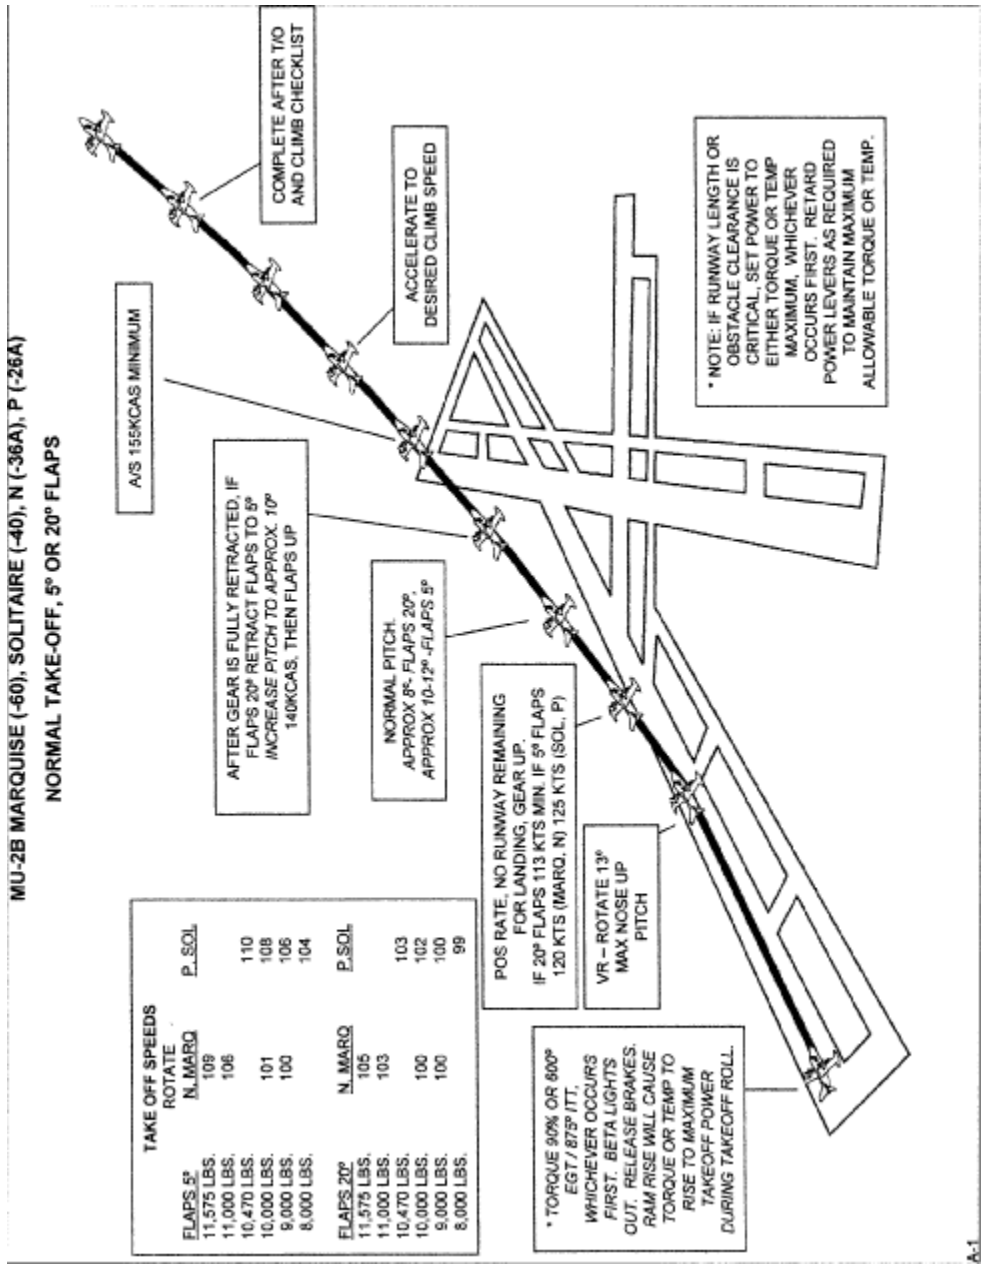 MU-2B MARQUISE (-60), SOLITAIRE (-40), N (-36A), P (-26A)
NORMAL TAKE-OFF, 5º OR 20º FLAPS
TAKE OFF SPEEDS
ROTATE
FLAPS 5º N, MARQ P, SOL
11,575 LBS. 109
11,000 LBS. 106
10,470 LBS. 110
10,000 LBS. 101 108
9,000 LBS. 100 106
8,000 LBS. 104
FLAPS 20º N, MARQ P,SOL
11,575 LBS. 105
11,000 LBS. 103
10,470 LBS. 103
10,000 LBS. 100 102
9,000 LBS. 100 100
8,000 LBS. 99
* TORQUE 90% OR 600º
EGT / 875º ITT,
WHICHEVER OCCURS
FIRST. BETA LIGHTS
OUT. RELEASE BRAKES.
RAM RISE WILL CAUSE
TORQUE OR TEMP TO
RISE TO MAXIMUM
TAKEOFF POWER
DURING TAKEOFF ROLL.
VR – ROTATE 13º
MAX NOSE UP
PITCH
POS RATE, NO RUNWAY REMAINING
FOR LANDING, GEAR UP.
IF 20º FLAPS 113 KTS MIN. IF 5º FLAPS
120 KTS (MARQ, N) 125 KTS (SOL, P)
NORMAL PITCH.
APPROX 8º- FLAPS 20º,
APPROX 10-12º -FLAPS 5º
AFTER GEAR IS FULLY RETRACTED, IF
FLAPS 20º RETRACT FLAPS TO 5º
INCREASE PITCH TO APPROX. 10º
140KCAS, THEN FLAPS UP
A/S 155KCAS MINIMUM
ACCELERATE TO
DESIRED CLIMB SPEED
COMPLETE AFTER T/O
AND CLIMB CHECKLIST
* NOTE: IF RUNWAY LENGTH OR
OBSTACLE CLEARANCE IS
CRITICAL, SET POWER TO
EITHER TORQUE OR TEMP
MAXIMUM, WHICHEVER
OCCURS FIRST. RETARD
POWER LEVERS AS REQUIRED
TO MAINTAIN MAXIMUM
ALLOWABLE TORQUE OR TEMP.
A-1